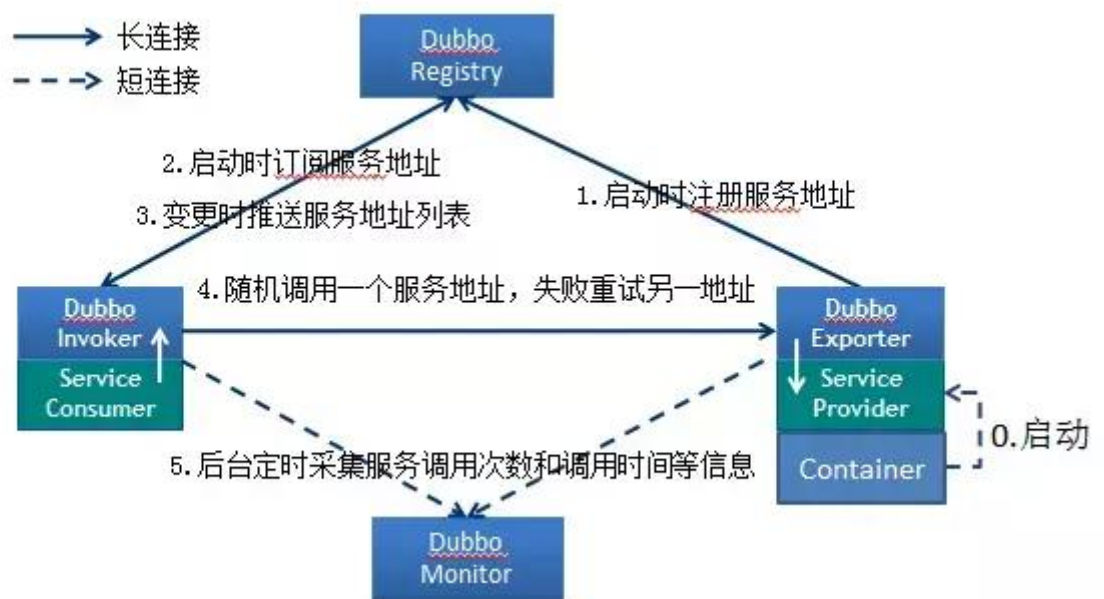 长连接
短连接
Dubbo
Registry
2.启动时订阅服务地址
3.变更时推送服务地址列表
1.启动时注册服务地址
4.随机调用一个服务地址，失败重试另一地址
Dubbo
Invoker
Service
Consumer
Dubbo
Exporter
Service
Provider
Container
0.启动
5.后台定时采集服务调用次数和调用时间等信息
Dubbo
Monitor